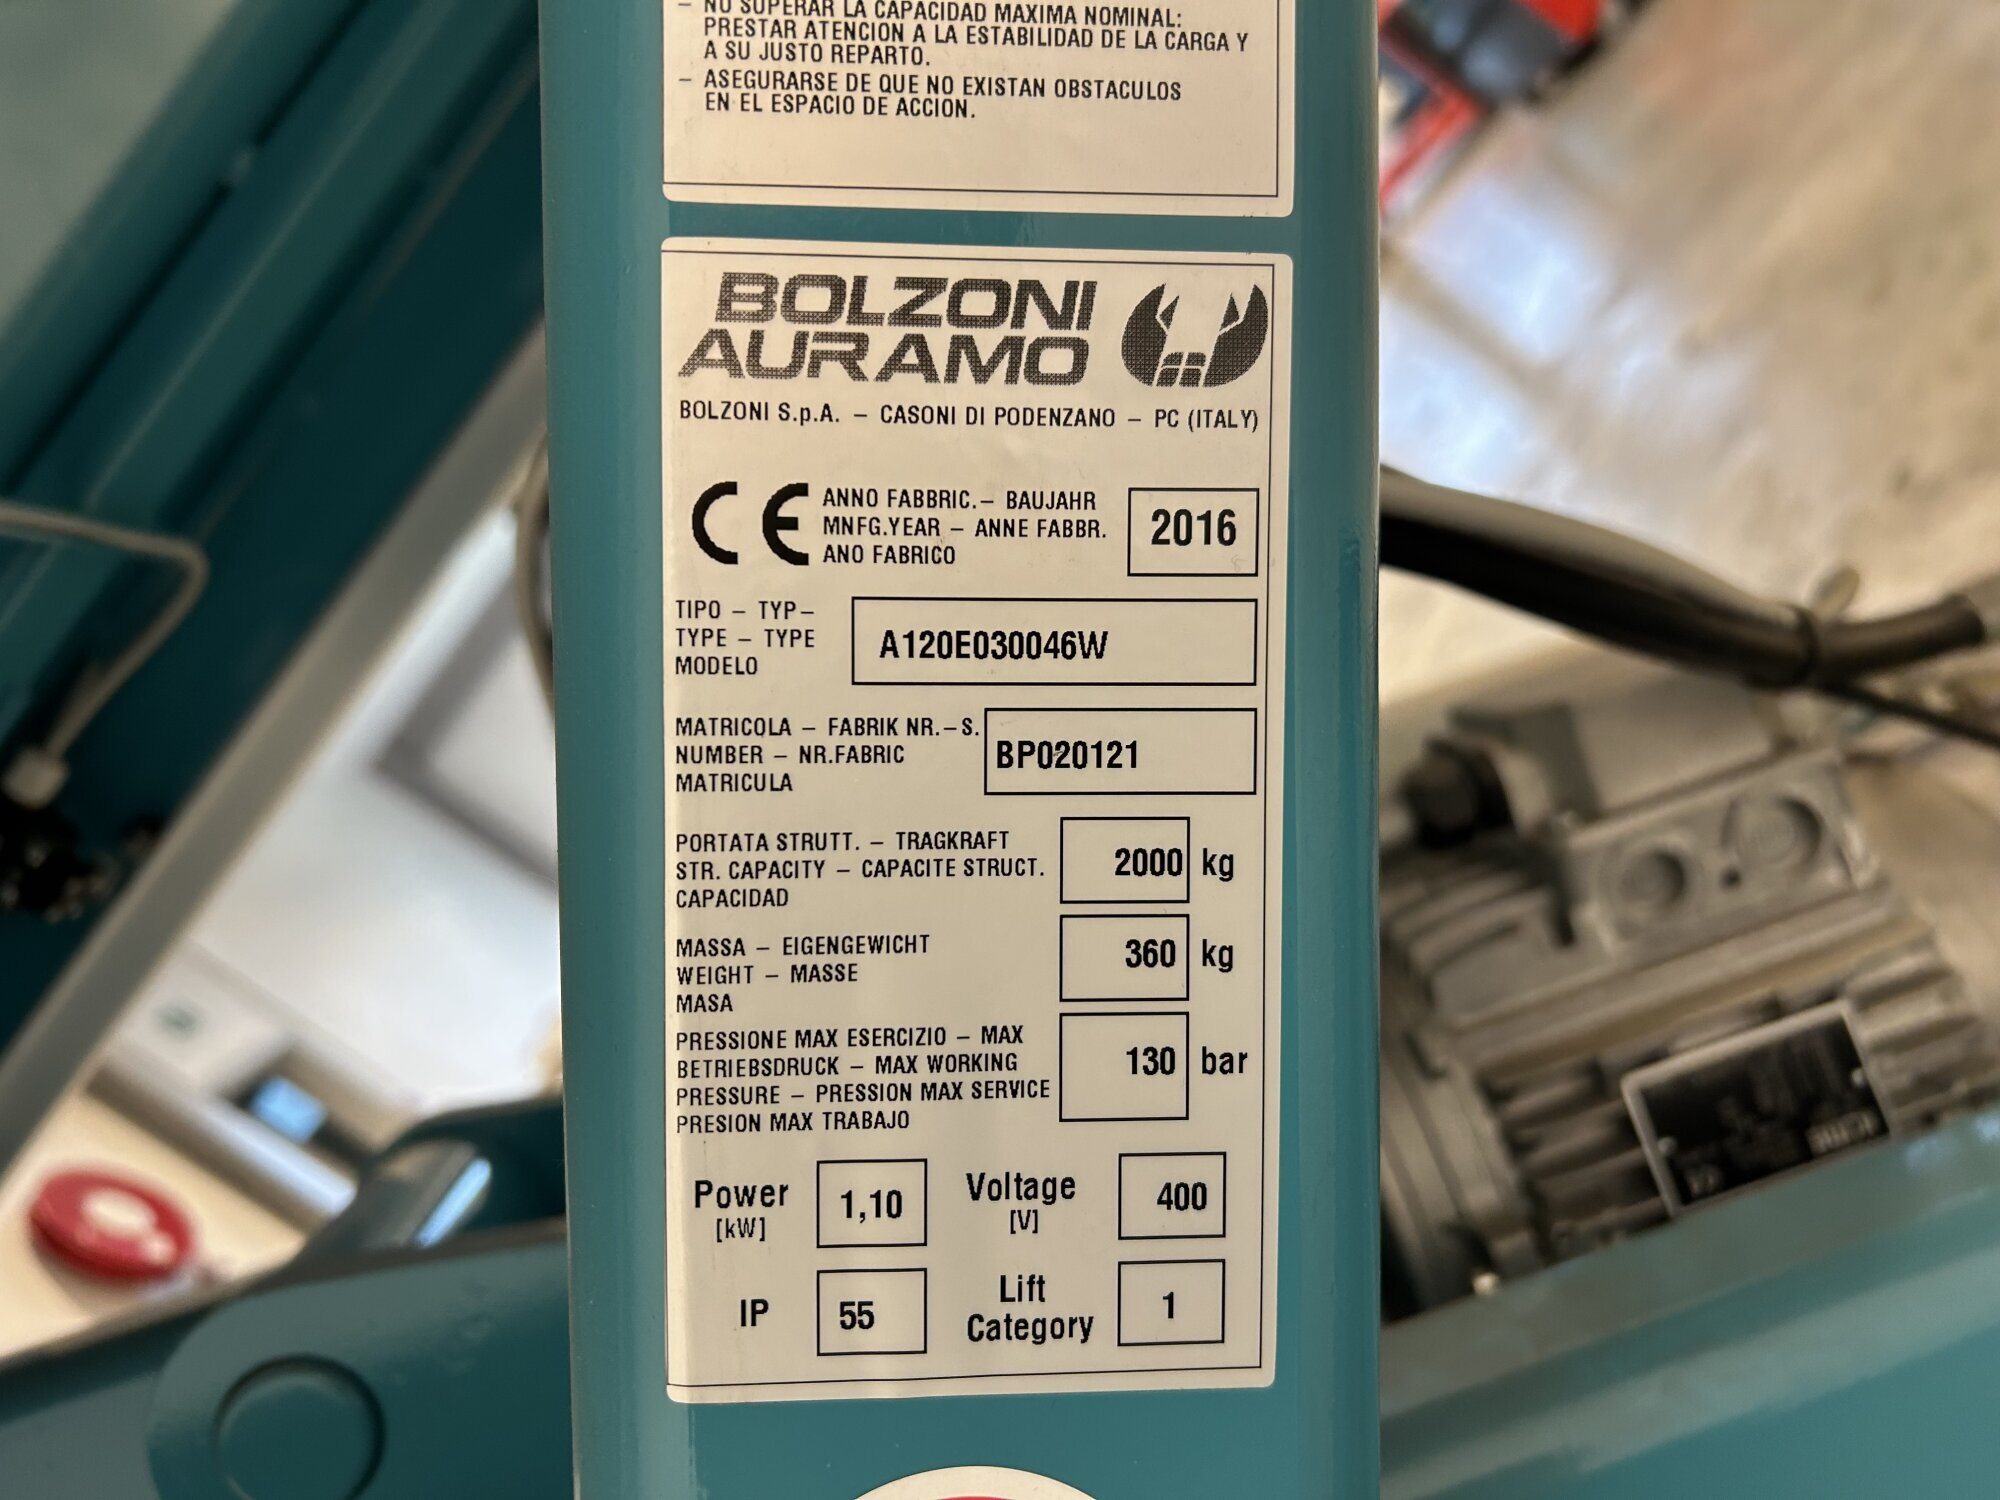 – NO SUPERAR LA CAPACIDAD MAXIMA NOMINAL:
PRESTAR ATENCION A LA ESTABILIDAD DE LA CARGA Y
A SU JUSTO REPARTO.
– ASEGURARSE DE QUE NO EXISTAN OBSTACULOS
EN EL ESPACIO DE ACCION.
BOLZONI
AURAMO
BOLZONI S.p.A. – CASONI DI PODENZANO – PC (ITALY)
CE
ANNO FABBRIC.– BAUJAHR
MNFG.YEAR – ANNE FABBR.
ANO FABRICO
2016
TIPO – TYP–
TYPE – TYPE
MODELO
A120E030046W
MATRICOLA – FABRIK NR.–S.
NUMBER – NR.FABRIC
MATRICULA
BP020121
PORTATA STRUTT. – TRAGKRAFT
STR. CAPACITY – CAPACITE STRUCT.
CAPACIDAD
2000 kg
MASSA – EIGENGEWICHT
WEIGHT – MASSE
MASA
360 kg
PRESSIONE MAX ESERCIZIO – MAX
BETRIEBSDRUCK – MAX WORKING
PRESSURE – PRESSION MAX SERVICE
PRESION MAX TRABAJO
130 bar
Power
[kW]
1,10
Voltage
[V]
400
IP
55
Lift
Category
1